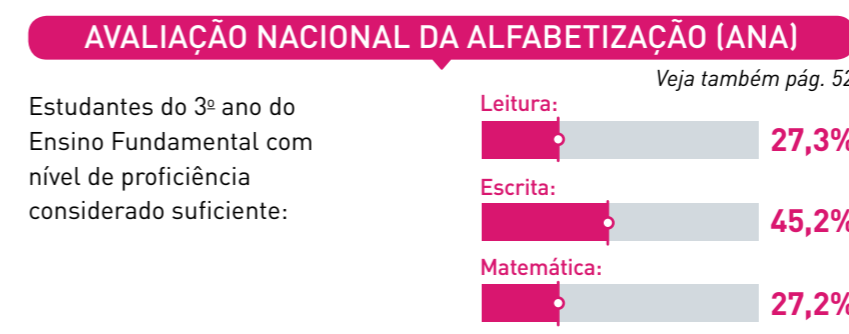 AVALIAÇÃO NACIONAL DA ALFABETIZAÇÃO (ANA)
Veja também pág. 52
Estudantes do 3º ano do
Ensino Fundamental com
nível de proficiência
considerado suficiente:
Leitura:
27,3%
Escrita:
45,2%
Matemática:
27,2%